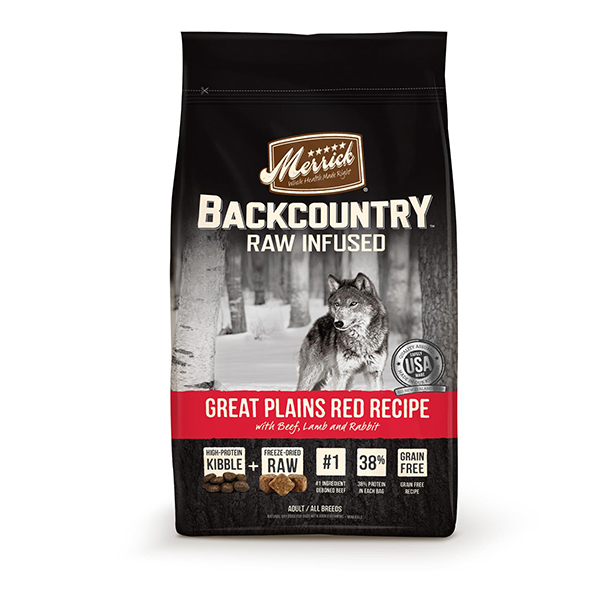 Merrick
Whole Health Made Right
BACKCOUNTRY™
RAW INFUSED
USA
GREAT PLAINS RED RECIPE
with Beef, Lamb and Rabbit
HIGH-PROTEIN
KIBBLE
+
FREEZE-DRIED
RAW
#1
#1 INGREDIENT
DEBONED BEEF
38%
38% PROTEIN
IN EACH BAG
GRAIN
FREE
GRAIN FREE
RECIPE
ADULT / ALL BREEDS